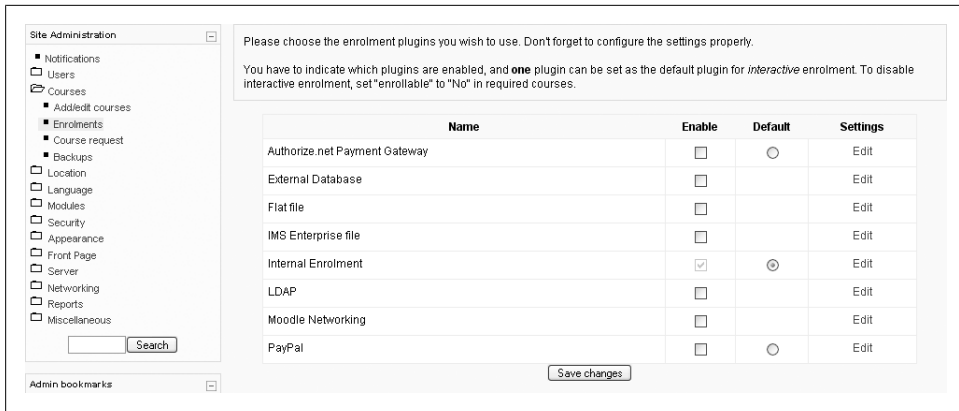 Site Administration
Notifications
Users
Courses
Add/edit courses
Enrolments
Course request
Backups
Location
Language
Modules
Security
Appearance
Front Page
Server
Networking
Reports
Miscellaneous
Search
Admin bookmarks
Please choose the enrolment plugins you wish to use. Don't forget to configure the settings properly.
You have to indicate which plugins are enabled, and one plugin can be set as the default plugin for interactive enrolment. To disable
interactive enrolment, set "enrollable" to "No" in required courses.
Name Enable Default Settings
Authorize.net Payment Gateway Edit
External Database Edit
Flat file Edit
IMS Enterprise file Edit
Internal Enrolment Edit
LDAP Edit
Moodle Networking Edit
PayPal Edit
Save changes